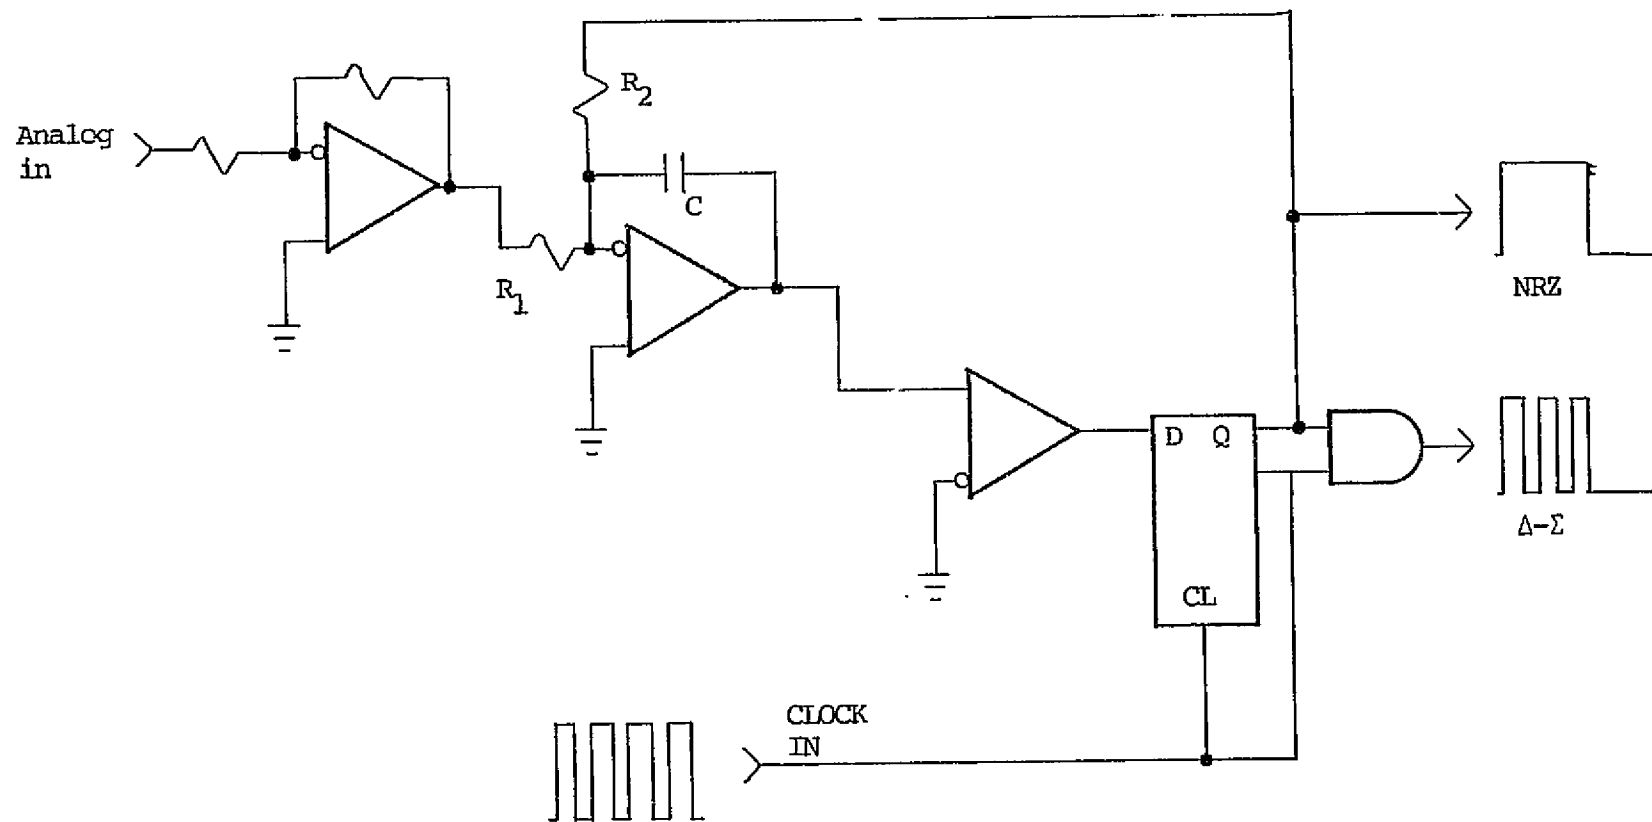 R2
Analog
in
C
R1
NRZ
D Q
Δ-Σ
CL
CLOCK
IN